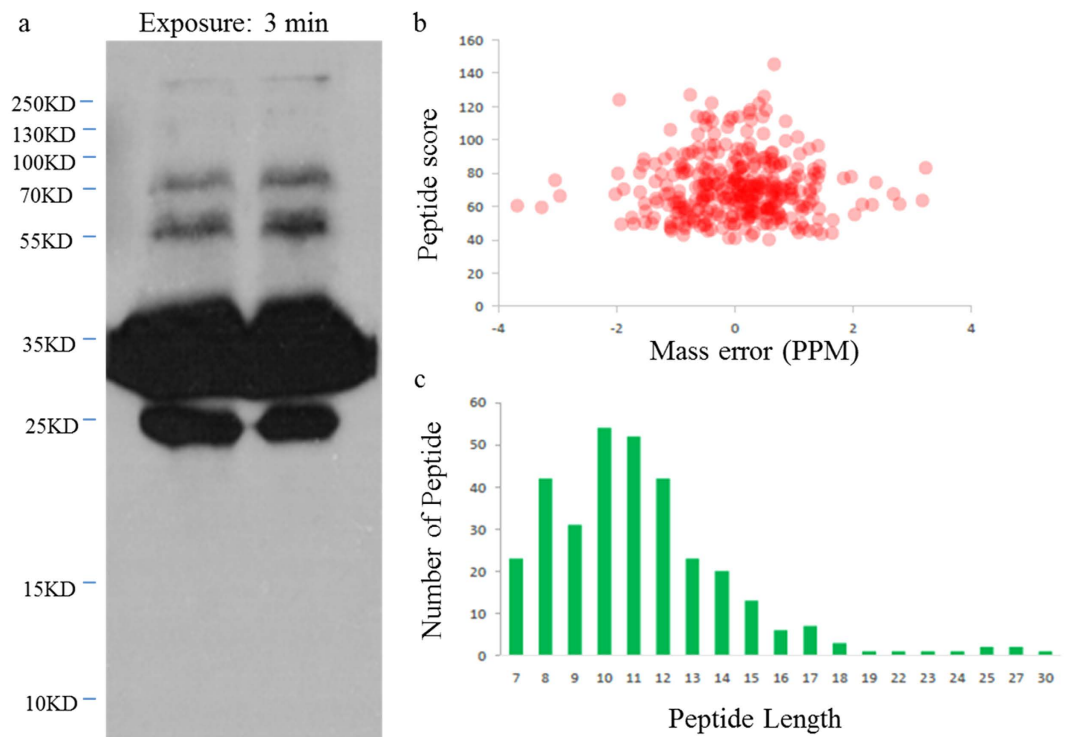 a
Exposure: 3 min
250KD
130KD
100KD
70KD
55KD
35KD
25KD
15KD
10KD
b
160
140
120
100
80
60
40
20
0
-4 -2 0 2 4
Peptide score
Mass error (PPM)
c
60
50
40
30
20
10
0
7 8 9 10 11 12 13 14 15 16 17 18 19 22 23 24 25 27 30
Number of Peptide
Peptide Length